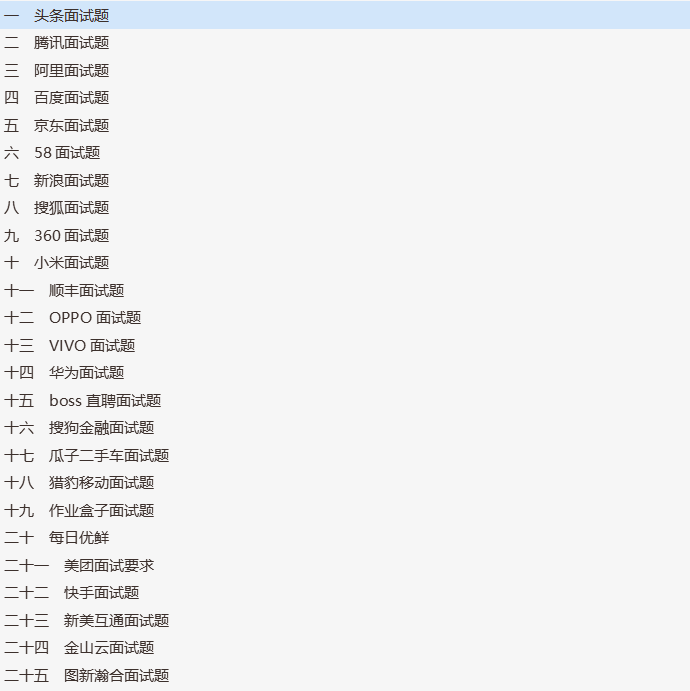 一 头条面试题
二 腾讯面试题
三 阿里面试题
四 百度面试题
五 京东面试题
六 58 面试题
七 新浪面试题
八 搜狐面试题
九 360 面试题
十 小米面试题
十一 顺丰面试题
十二 OPPO 面试题
十三 VIVO 面试题
十四 华为面试题
十五 boss 直聘面试题
十六 搜狗金融面试题
十七 瓜子二手车面试题
十八 猎豹移动面试题
十九 作业盒子面试题
二十 每日优鲜
二十一 美团面试要求
二十二 快手面试题
二十三 新美互通面试题
二十四 金山云面试题
二十五 图新瀚合面试题